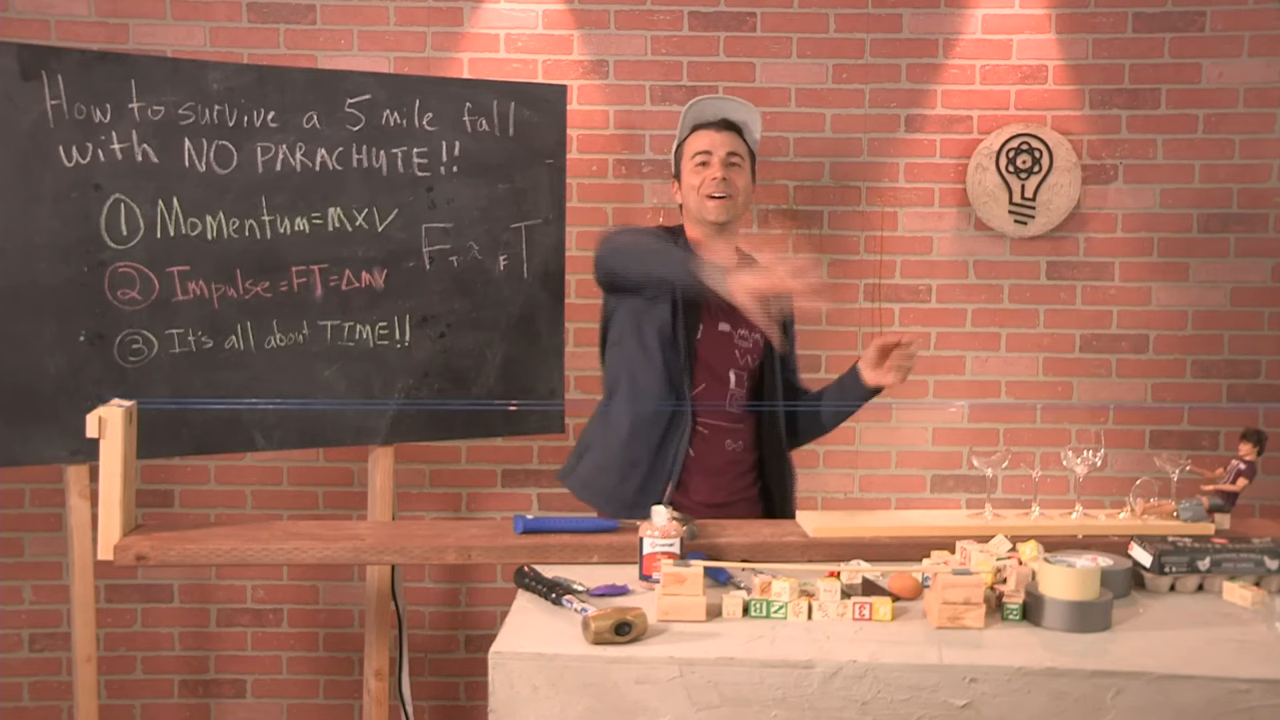 How to survive a 5 mile fall
with NO PARACHUTE!!
① Momentum=mxv
② Impulse=FT=Δmv
③ It's all about TIME!!
F T ≈ F T